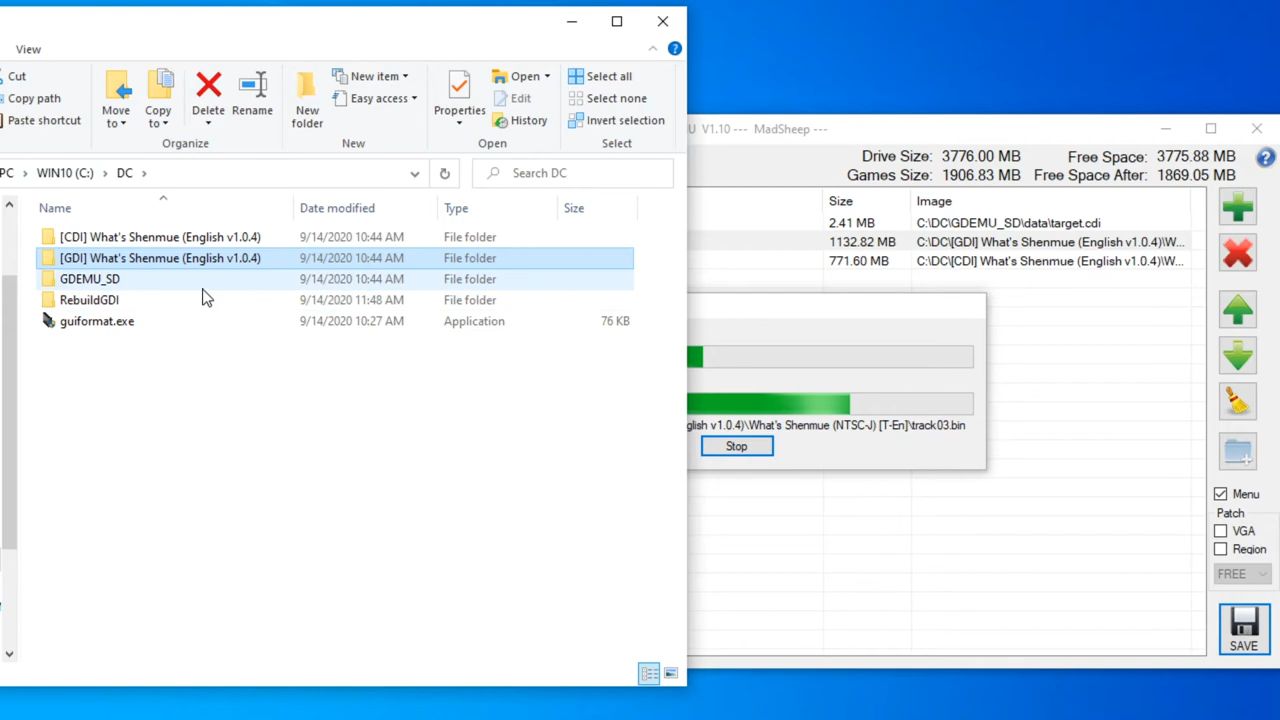 View
Cut
Copy path
Paste shortcut
Move to
Copy to
Delete
Rename
Organize
New folder
New item
Easy access
New
Properties
Open
Edit
History
Open
Select all
Select none
Invert selection
Select
PC > WIN10 (C:) > DC >
Search DC
Name Date modified Type Size
[CDI] What's Shenmue (English v1.0.4) 9/14/2020 10:44 AM File folder
[GDI] What's Shenmue (English v1.0.4) 9/14/2020 10:44 AM File folder
GDEMU_SD 9/14/2020 10:44 AM File folder
RebuildGDI 9/14/2020 11:48 AM File folder
guiformat.exe 9/14/2020 10:27 AM Application 76 KB
U V1.10 --- MadSheep ---
Drive Size: 3776.00 MB Free Space: 3775.88 MB
Games Size: 1906.83 MB Free Space After: 1869.05 MB
Size Image
2.41 MB C:\DC\GDEMU_SD\data\target.cdi
1132.82 MB C:\DC\[GDI] What's Shenmue (English v1.0.4)\W...
771.60 MB C:\DC\[CDI] What's Shenmue (English v1.0.4)\W...
glish v1.0.4)\What's Shenmue (NTSC-J) [T-En]\track03.bin
Stop
Menu
Patch
VGA
Region
FREE
SAVE